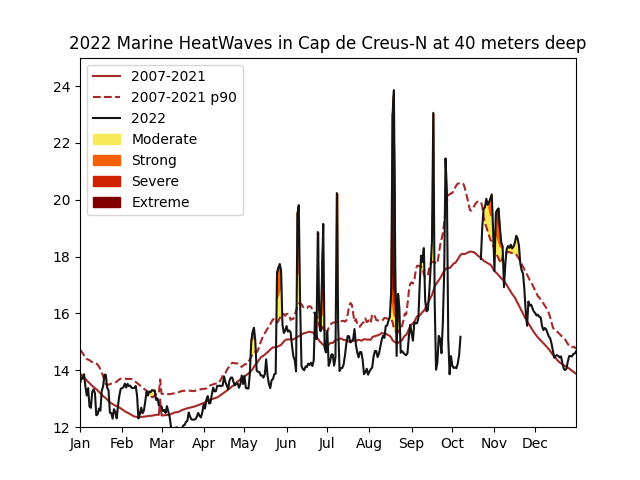 2022 Marine HeatWaves in Cap de Creus-N at 40 meters deep
2007-2021
2007-2021 p90
2022
Moderate
Strong
Severe
Extreme
24
22
20
18
16
14
12
Jan Feb Mar Apr May Jun Jul Aug Sep Oct Nov Dec